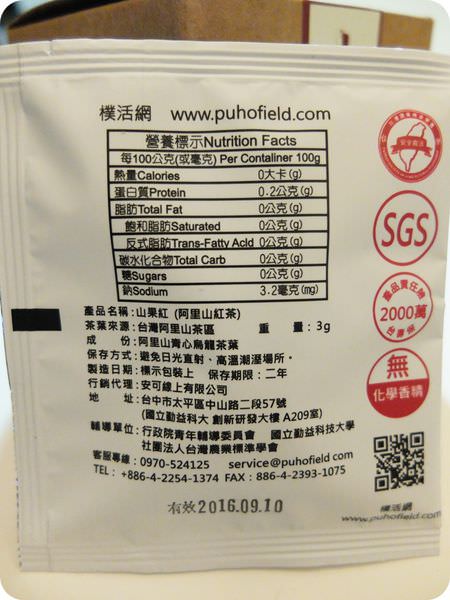 樸活網 www.puhofield.com
營養標示Nutrition Facts
每100公克(或毫克) Per Contaliner 100g
熱量Calories 0大卡(g)
蛋白質Protein 0.2公克(g)
脂肪Total Fat 0公克(g)
飽和脂肪Saturated 0公克(g)
反式脂肪Trans-Fatty Acid 0公克(g)
碳水化合物Total Carb 0公克(g)
糖Sugars 0公克(g)
鈉Sodium 3.2毫克(mg)
產品名稱:山果紅 (阿里山紅茶)
茶葉來源:台灣阿里山茶區 重 量:3g
成 份:阿里山青心烏龍茶葉
保存方式:避免日光直射、高溫潮溼場所。
製造日期:標示包裝上 保存期限:二年
行銷代理:安可線上有限公司
地 址:台中市太平區中山路二段57號
(國立勤益科大 創新研發大樓 A209室)
輔導單位:行政院青年輔導委員會 國立勤益科技大學
社團法人台灣農業標準學會
客服專線:0970-524125 service@puhofield.com
TEL: +886-4-2254-1374 FAX:886-4-2393-1075
有效2016.09.10
SGS
產品責任險
2000萬
無
化學香精
樸活網
www.puhofield.com